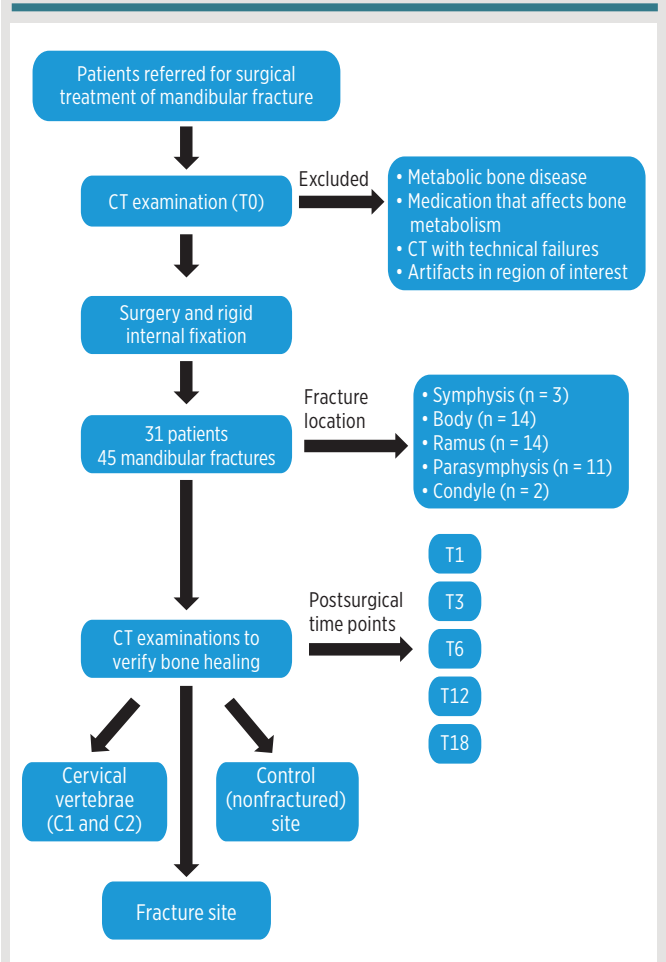 Patients referred for surgical
treatment of mandibular fracture
CT examination (T0)
Excluded
• Metabolic bone disease
• Medication that affects bone
metabolism
• CT with technical failures
• Artifacts in region of interest
Surgery and rigid
internal fixation
31 patients
45 mandibular fractures
Fracture
location
• Symphysis (n = 3)
• Body (n = 14)
• Ramus (n = 14)
• Parasymphysis (n = 11)
• Condyle (n = 2)
CT examinations to
verify bone healing
Postsurgical
time points
T1
T3
T6
T12
T18
Cervical
vertebrae
(C1 and C2)
Control
(nonfractured)
site
Fracture site